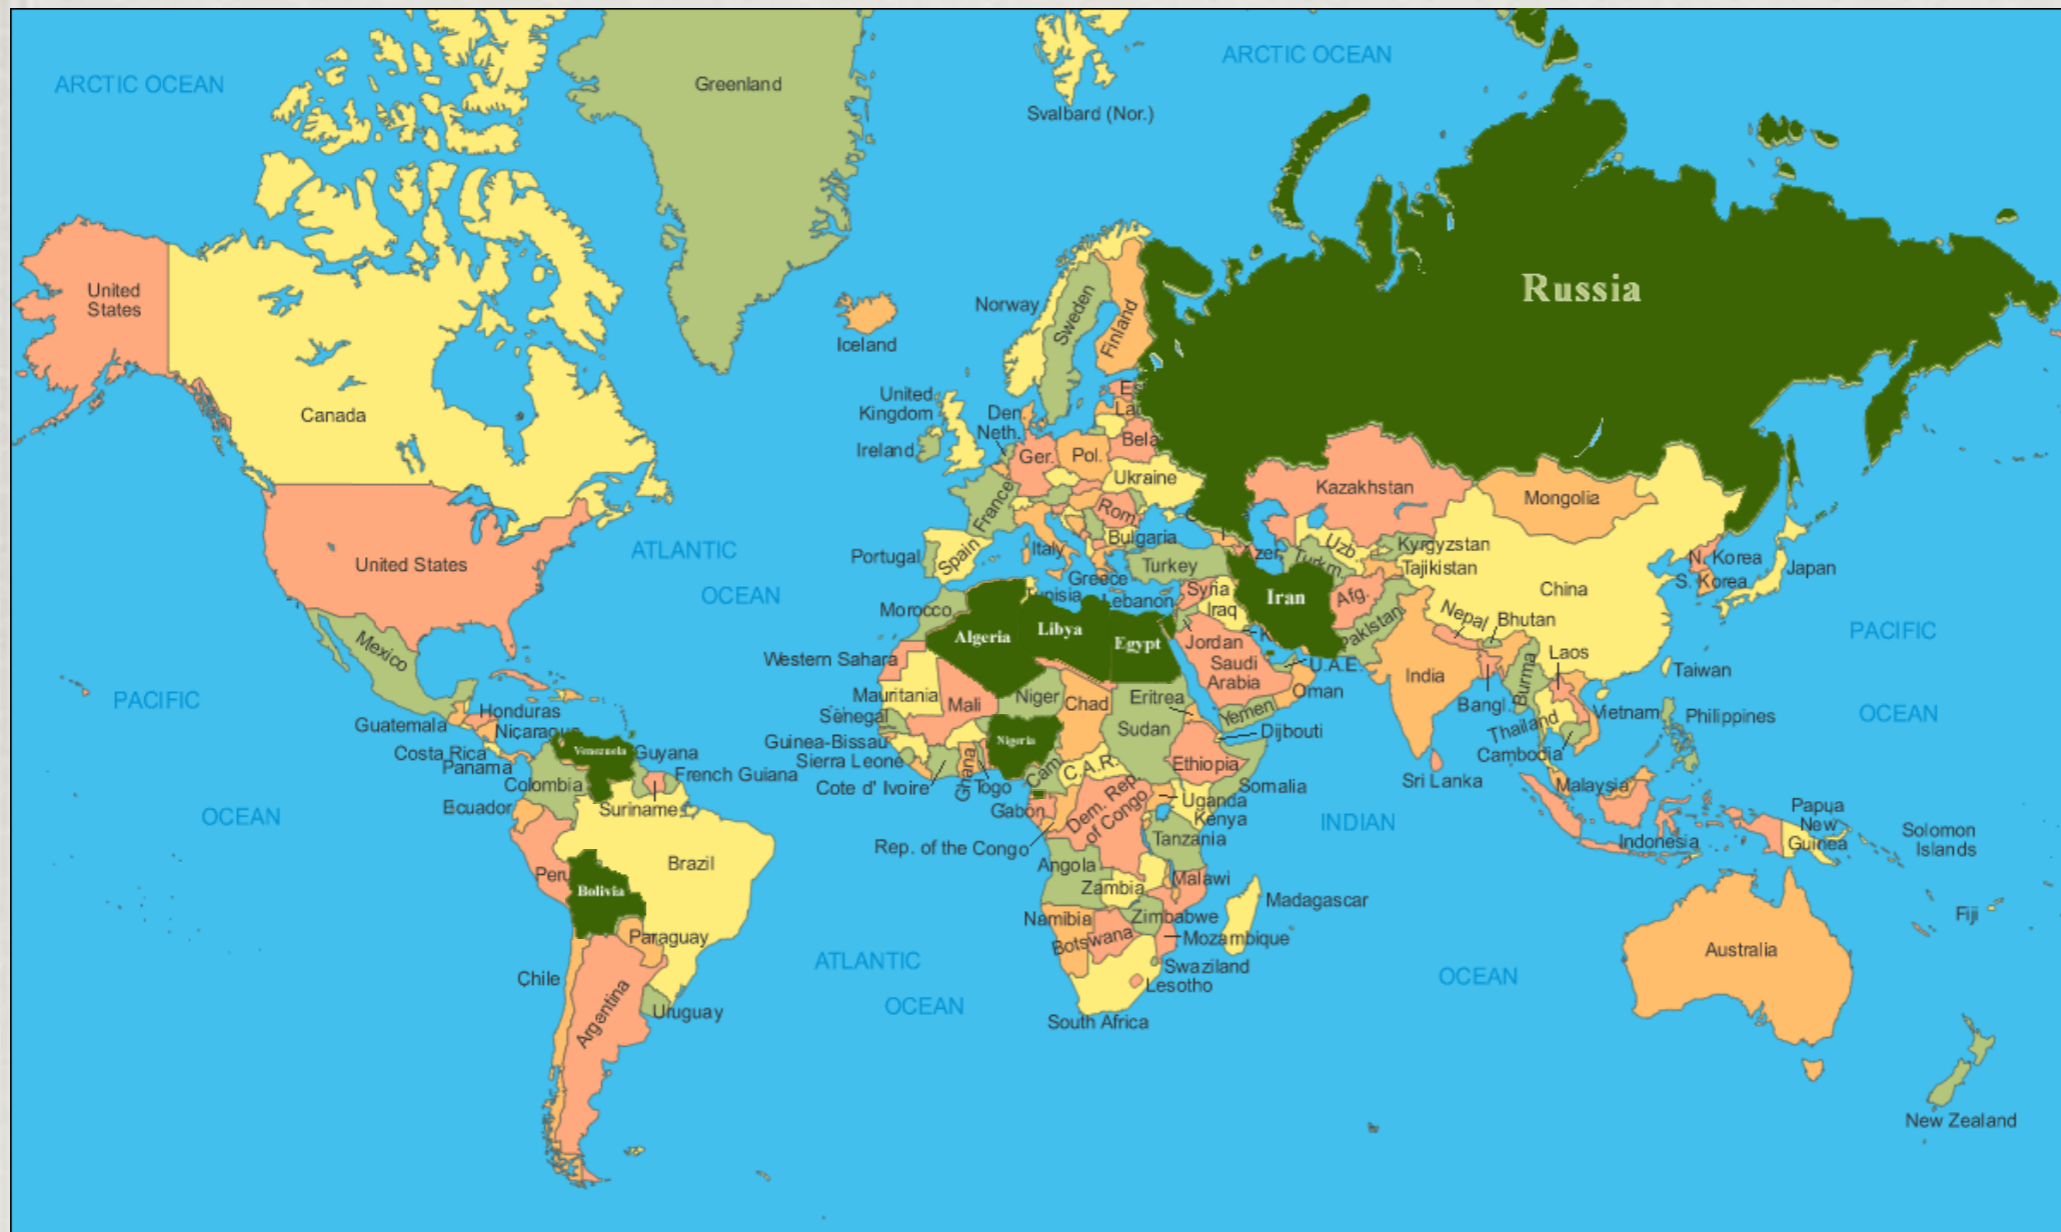 ARCTIC OCEAN
Greenland
Svalbard (Nor.)
ARCTIC OCEAN
Russia
United
States
Canada
Iceland
Norway
Sweden
Finland
United
Kingdom
Ireland
Den.
Neth.
Ger.
Pol.
Bela
Ukraine
France
Rom.
Bulgaria
Italy
Spain
Portugal
Greece
Turkey
Kazakhstan
Mongolia
Uzb.
Turkm.
Kyrgyzstan
Tajikistan
Azer
China
N. Korea
S. Korea
Japan
United States
ATLANTIC
OCEAN
Mexico
Morocco
Algeria
Tunisia
Libya
Egypt
Lebanon
Syria
Iraq
Iran
Afg.
Pakistan
Jordan
Saudi
Arabia
U.A.E.
Oman
Yemen
Nepal
Bhutan
India
Bangl.
Burma
Laos
Thailand
Vietnam
Cambodia
Taiwan
Philippines
PACIFIC
OCEAN
PACIFIC
OCEAN
Guatemala
Honduras
Nicaragua
Costa Rica
Panama
Venezuela
Guyana
French Guiana
Suriname
Colombia
Ecuador
Peru
Brazil
Bolivia
Paraguay
Chile
Argentina
Uruguay
Western Sahara
Mauritania
Mali
Niger
Chad
Senegal
Guinea-Bissau
Sierra Leone
Cote d' Ivoire
Ghana
Togo
Nigeria
Cam.
C.A.R.
Sudan
Eritrea
Djibouti
Ethiopia
Somalia
Gabon
Rep. of the Congo
Dem. Rep.
of Congo
Uganda
Kenya
Tanzania
Angola
Zambia
Malawi
Zimbabwe
Mozambique
Madagascar
Namibia
Botswana
Swaziland
Lesotho
South Africa
ATLANTIC
OCEAN
INDIAN
OCEAN
Sri Lanka
Malaysia
Indonesia
Papua
New
Guinea
Solomon
Islands
Fiji
Australia
New Zealand